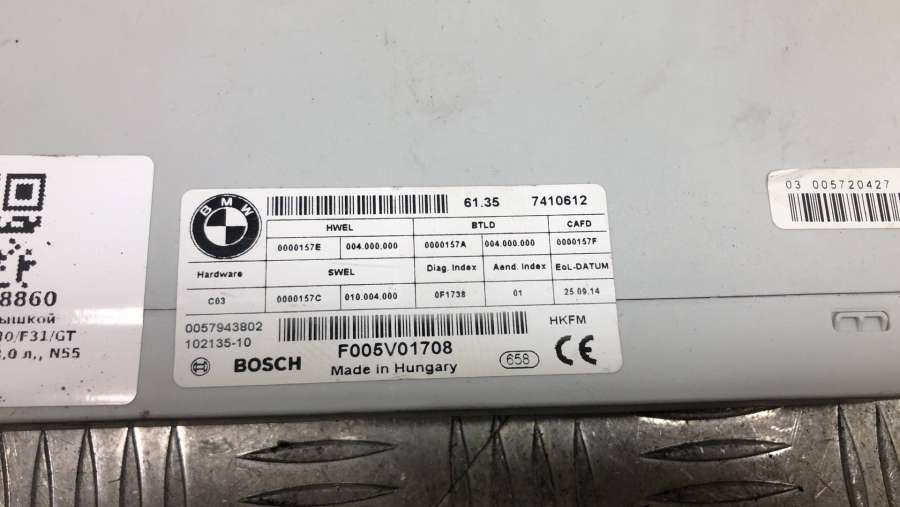 8860
30/F31/GT
,0 л., N55
BMW
61.35 7410612
HWEL BTLD CAFD
0000157E 004.000.000 0000157A 004.000.000 0000157F
Hardware SWEL Diag. Index Aend. Index EoL-DATUM
C03 0000157C 010.004.000 0F1738 01 25.09.14
0057943802
102135-10
HKFM
BOSCH F005V01708 658 CE
Made in Hungary
03 005720427